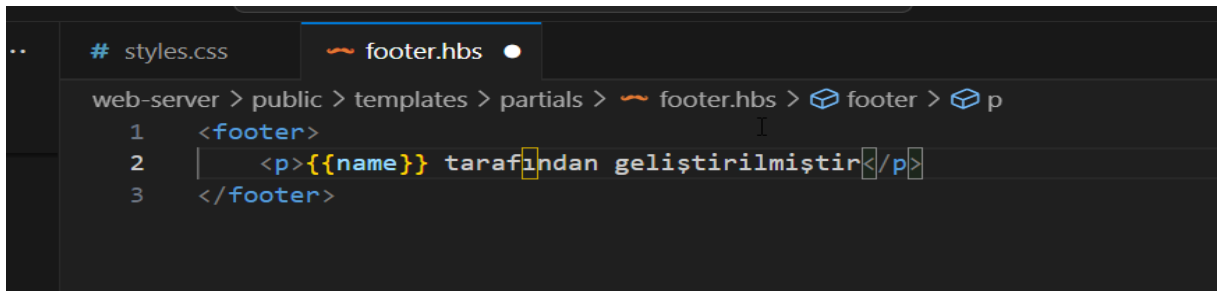 # styles.css footer.hbs
web-server > public > templates > partials > footer.hbs > footer > p
1 <footer>
2 <p>{{name}} tarafından geliştirilmiştir</p>
3 </footer>